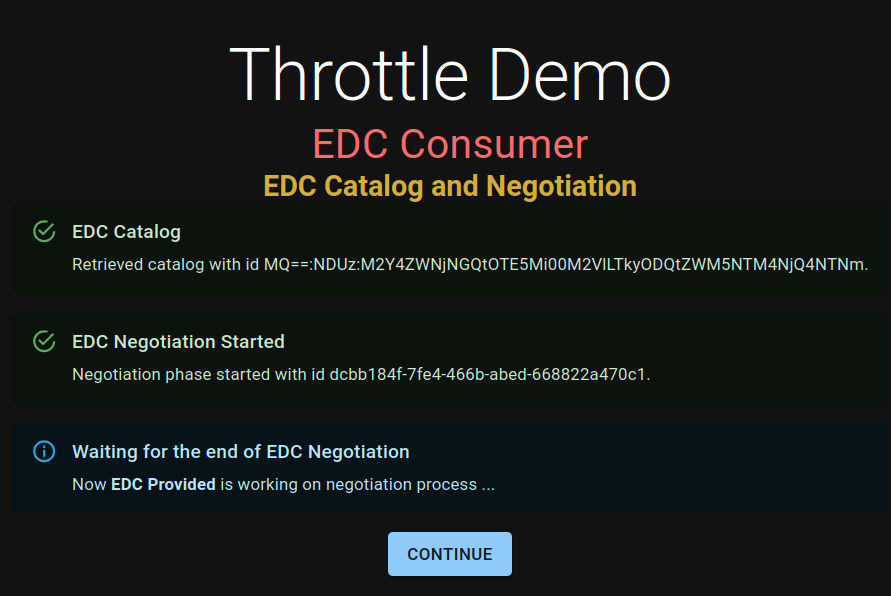 Throttle Demo
EDC Consumer
EDC Catalog and Negotiation
EDC Catalog
Retrieved catalog with id MQ==:NDUz:M2Y4ZWNjNGQtOTE5Mi00M2VlLTkyODQtZWM5NTM4NjQ4NTNm.
EDC Negotiation Started
Negotiation phase started with id dcbb184f-7fe4-466b-abed-668822a470c1.
Waiting for the end of EDC Negotiation
Now EDC Provided is working on negotiation process ...
CONTINUE